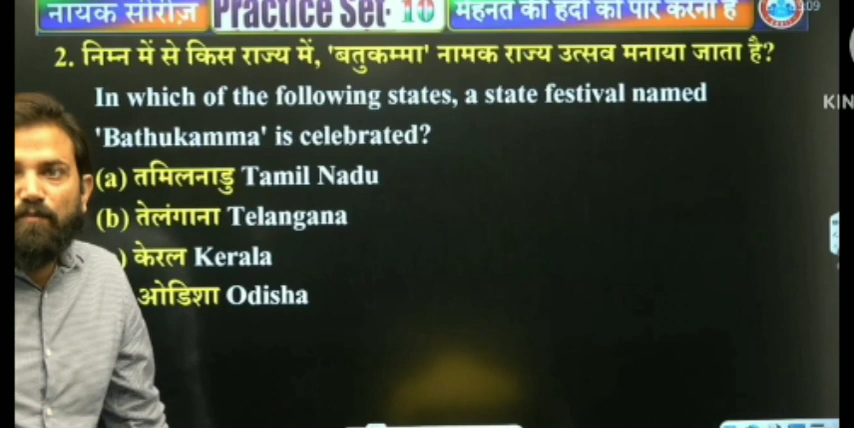 नायक सीरीज़ Practice Set- 10 मेहनत की हदों को पार करना है
2. निम्न में से किस राज्य में, 'बतुकम्मा' नामक राज्य उत्सव मनाया जाता है?
In which of the following states, a state festival named
'Bathukamma' is celebrated?
(a) तमिलनाडु Tamil Nadu
(b) तेलंगाना Telangana
) केरल Kerala
ओडिशा Odisha
KIN